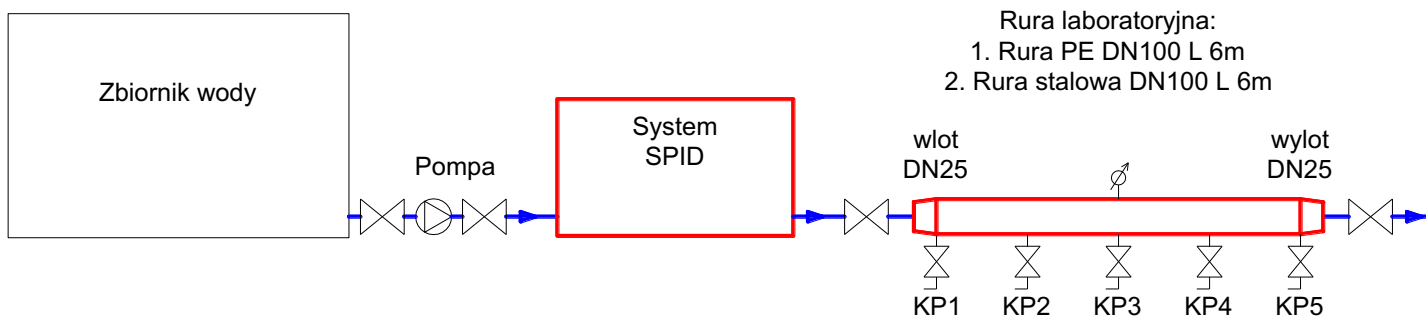 Rura laboratoryjna:
1. Rura PE DN100 L 6m
2. Rura stalowa DN100 L 6m
Zbiornik wody
Pompa
System
SPID
wlot
DN25
wylot
DN25
KP1
KP2
KP3
KP4
KP5